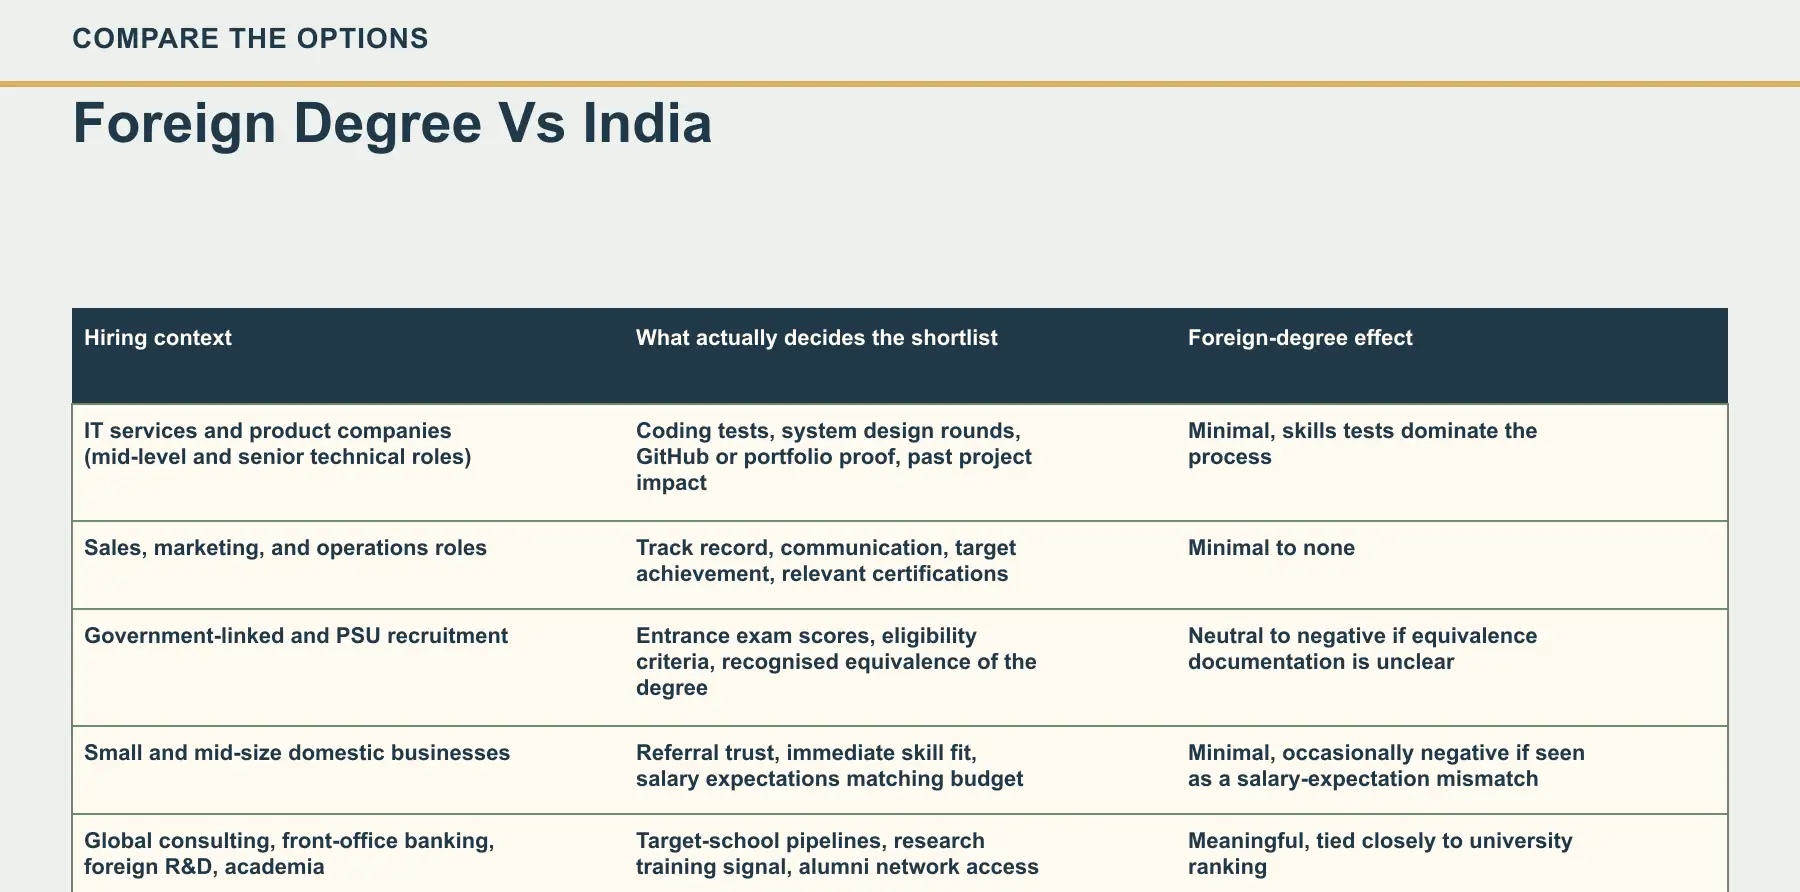 COMPARE THE OPTIONS
Foreign Degree Vs India
Hiring context
What actually decides the shortlist
Foreign-degree effect
IT services and product companies
(mid-level and senior technical roles)
Coding tests, system design rounds,
GitHub or portfolio proof, past project
impact
Minimal, skills tests dominate the
process
Sales, marketing, and operations roles
Track record, communication, target
achievement, relevant certifications
Minimal to none
Government-linked and PSU recruitment
Entrance exam scores, eligibility
criteria, recognised equivalence of the
degree
Neutral to negative if equivalence
documentation is unclear
Small and mid-size domestic businesses
Referral trust, immediate skill fit,
salary expectations matching budget
Minimal, occasionally negative if seen
as a salary-expectation mismatch
Global consulting, front-office banking,
foreign R&D, academia
Target-school pipelines, research
training signal, alumni network access
Meaningful, tied closely to university
ranking